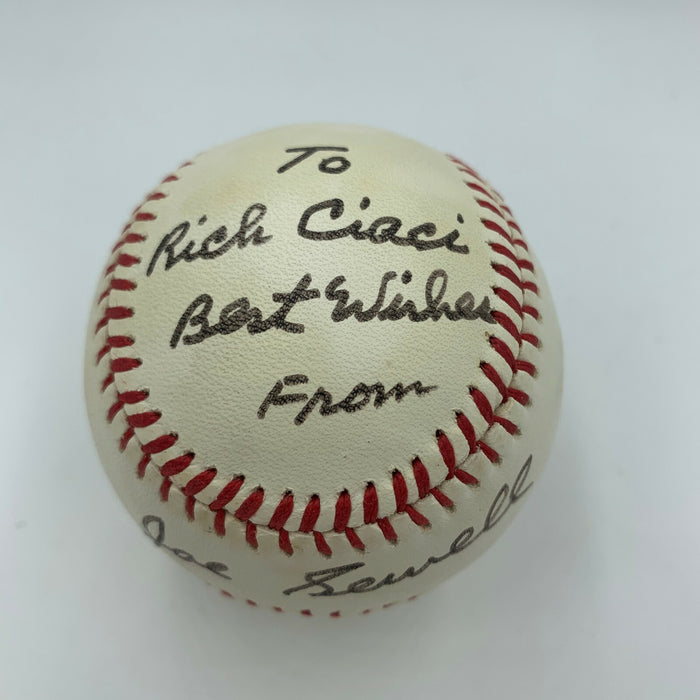 To
Rich Ciaci
Best Wishes
From
Joe Sewell